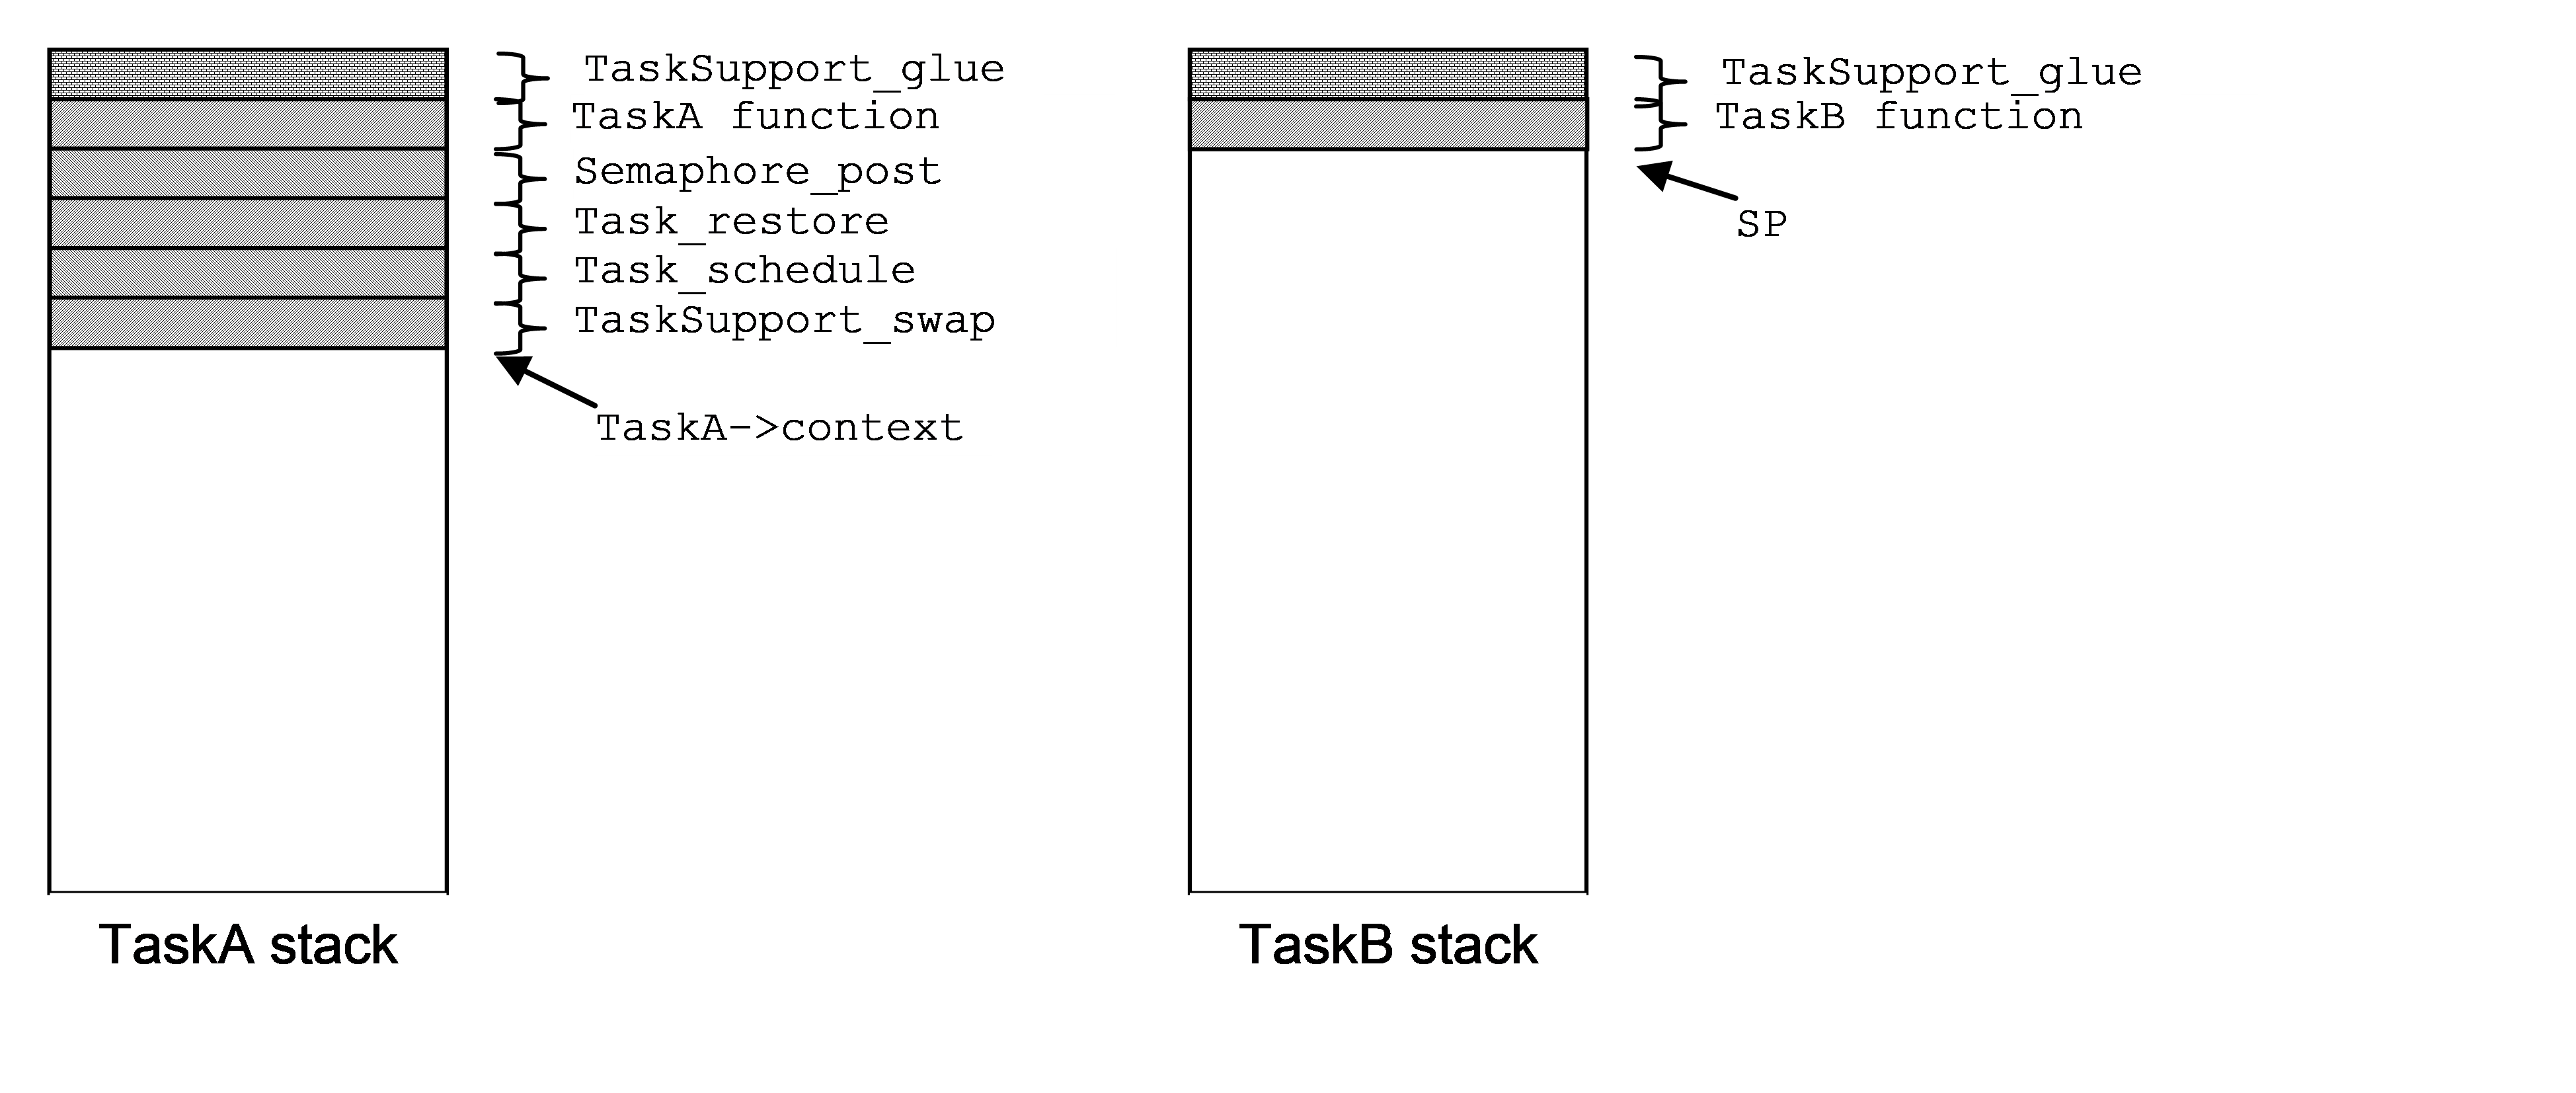 TaskSupport_glue
TaskA function
Semaphore_post
Task_restore
Task_schedule
TaskSupport_swap
TaskA->context
TaskA stack
TaskSupport_glue
TaskB function
SP
TaskB stack